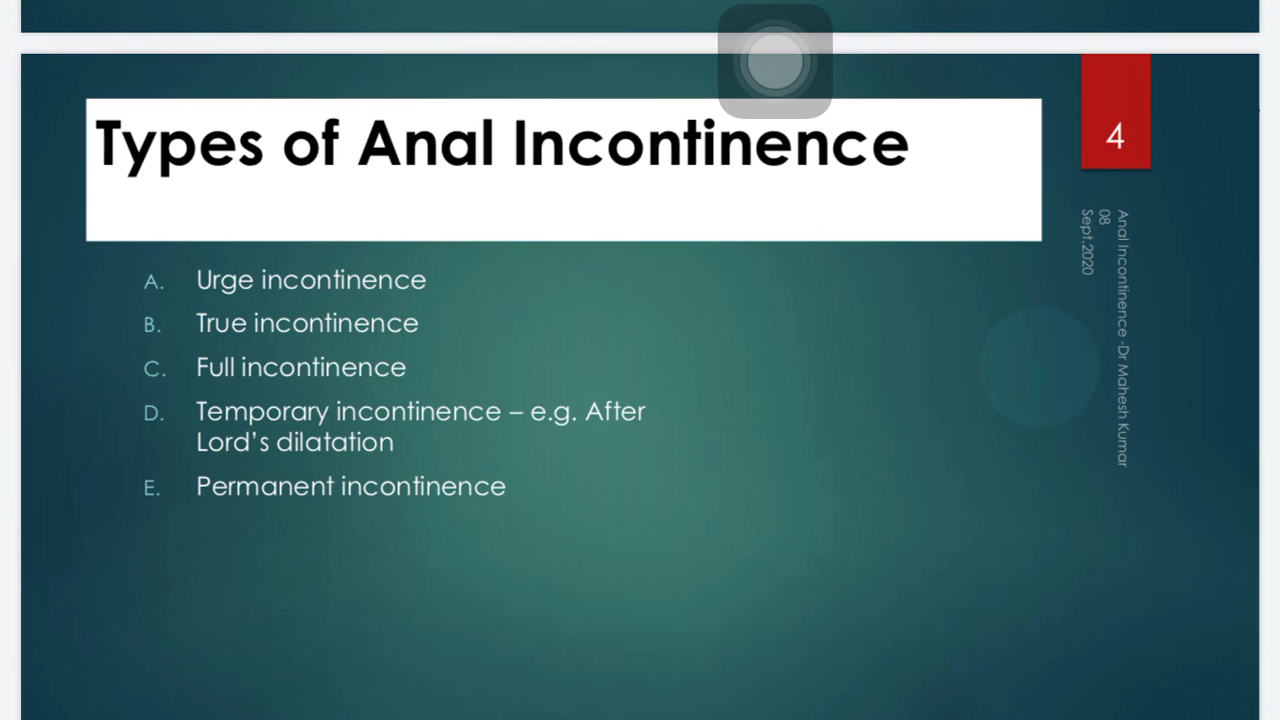 Types of Anal Incontinence
4
A. Urge incontinence
B. True incontinence
C. Full incontinence
D. Temporary incontinence – e.g. After
Lord's dilatation
E. Permanent incontinence
Anal Incontinence -Dr Mahesh Kumar
08
Sept.2020